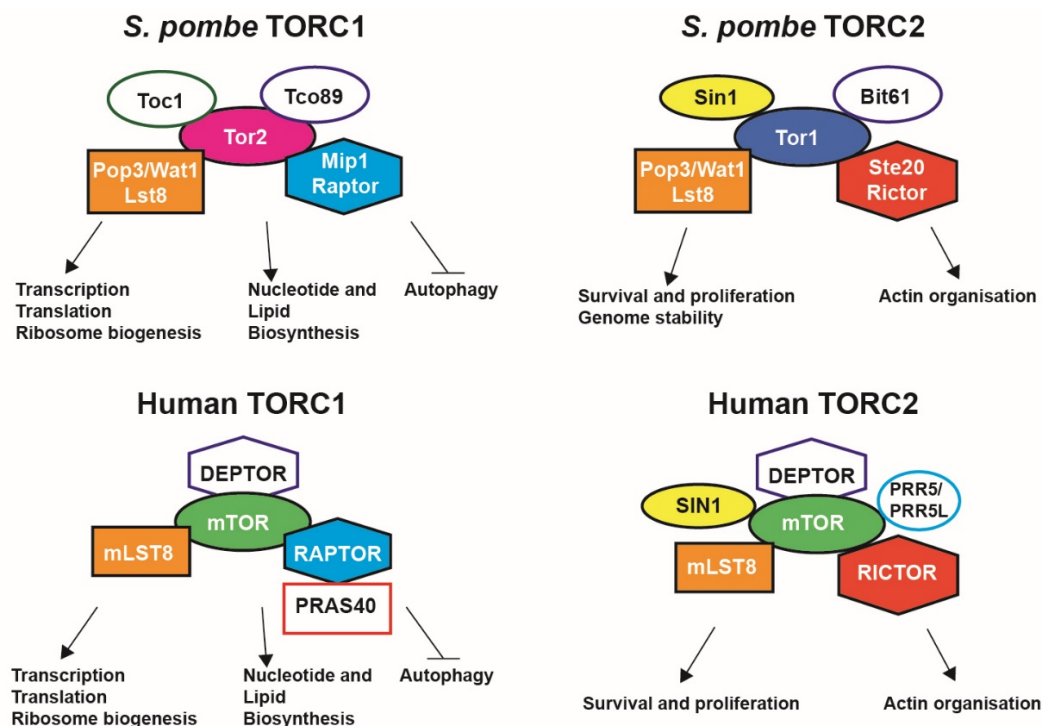 S. pombe TORC1
Toc1
Tco89
Tor2
Pop3/Wat1
Lst8
Mip1
Raptor
Transcription
Translation
Ribosome biogenesis
Nucleotide and
Lipid
Biosynthesis
Autophagy
S. pombe TORC2
Sin1
Bit61
Tor1
Pop3/Wat1
Lst8
Ste20
Rictor
Survival and proliferation
Genome stability
Actin organisation
Human TORC1
DEPTOR
mTOR
mLST8
RAPTOR
PRAS40
Transcription
Translation
Ribosome biogenesis
Nucleotide and
Lipid
Biosynthesis
Autophagy
Human TORC2
DEPTOR
SIN1
mTOR
PRR5/
PRR5L
mLST8
RICTOR
Survival and proliferation
Actin organisation